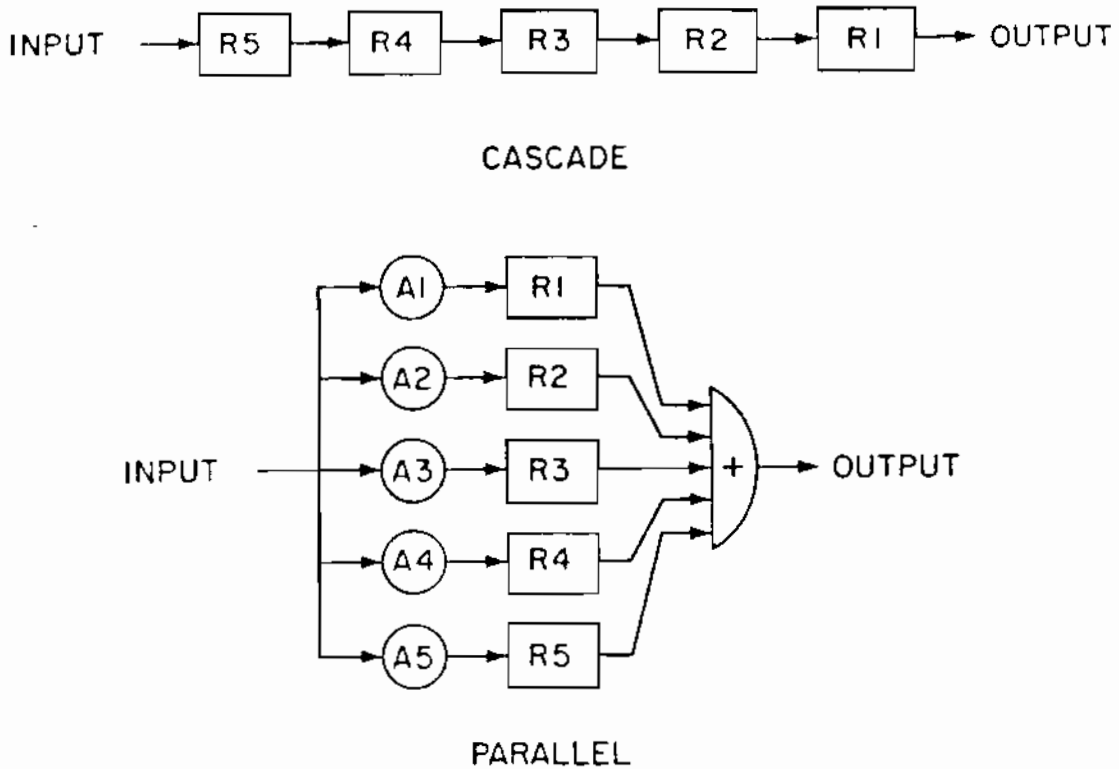 INPUT R5 R4 R3 R2 R1 OUTPUT
CASCADE
A1 R1
A2 R2
INPUT A3 R3 + OUTPUT
A4 R4
A5 R5
PARALLEL